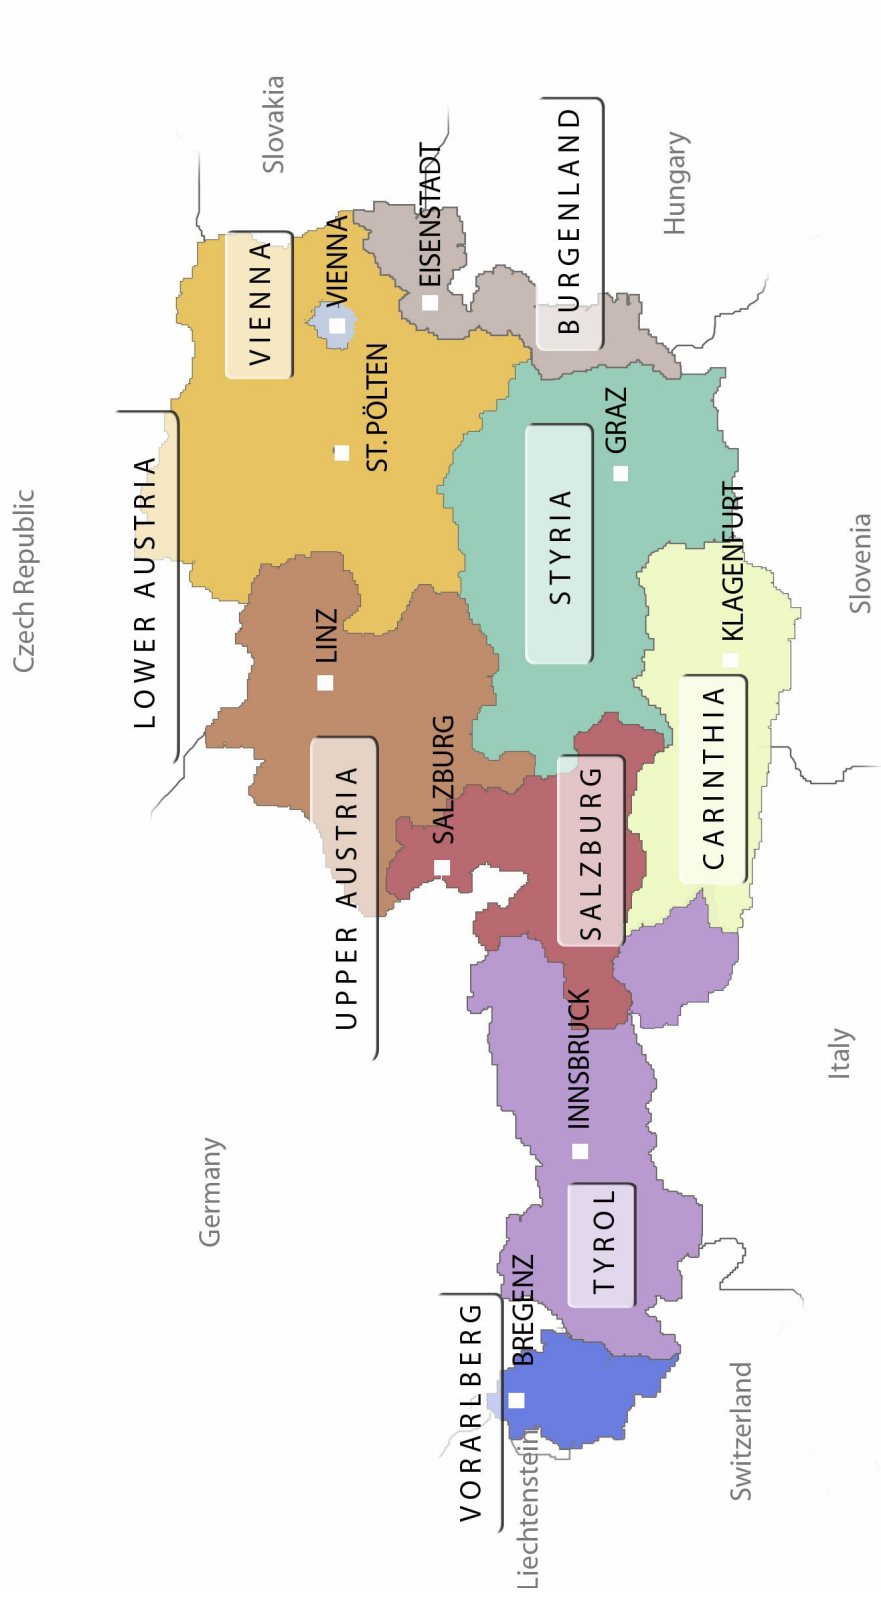 Czech Republic
LOWER AUSTRIA
Slovakia
VIENNA
VIENNA
ST.PÖLTEN
LINZ
UPPER AUSTRIA
Germany
EISENSTADT
SALZBURG
VORARLBERG
BREGENZ
Liechtenstein
BURGENLAND
STYRIA
SALZBURG
INNSBRUCK
TYROL
GRAZ
Hungary
KLAGENFURT
CARINTHIA
Switzerland
Italy
Slovenia